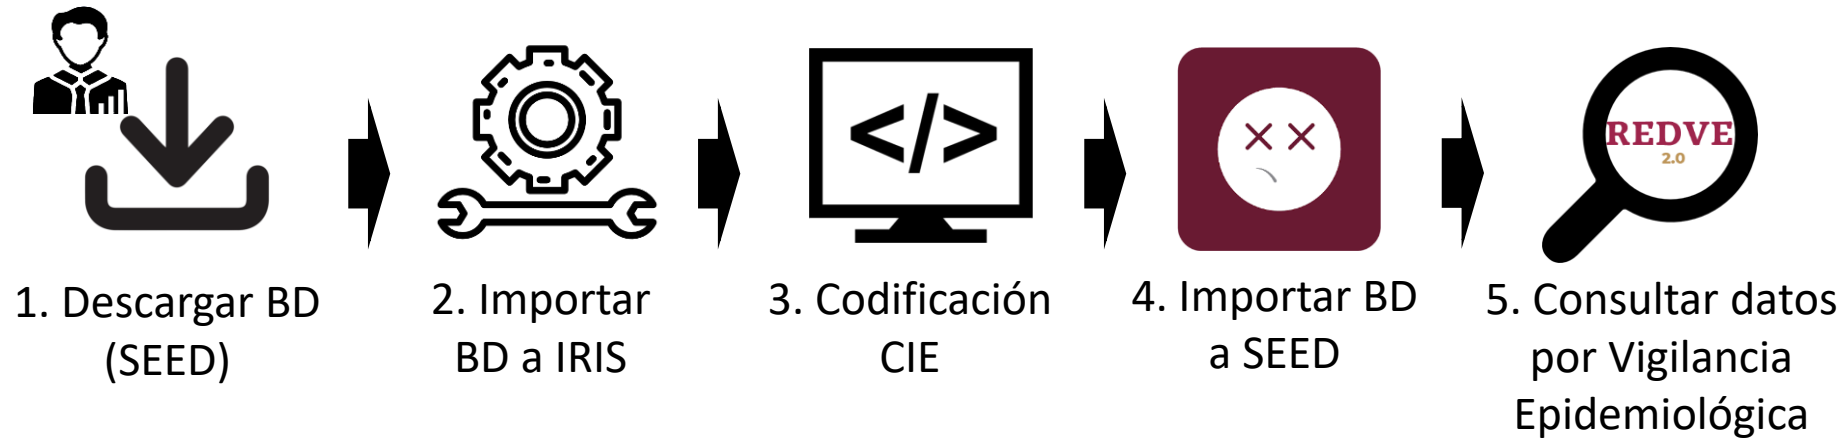 </>
REDVE
2.0
1. Descargar BD
(SEED)
2. Importar
BD a IRIS
3. Codificación
CIE
4. Importar BD
a SEED
5. Consultar datos
por Vigilancia
Epidemiológica